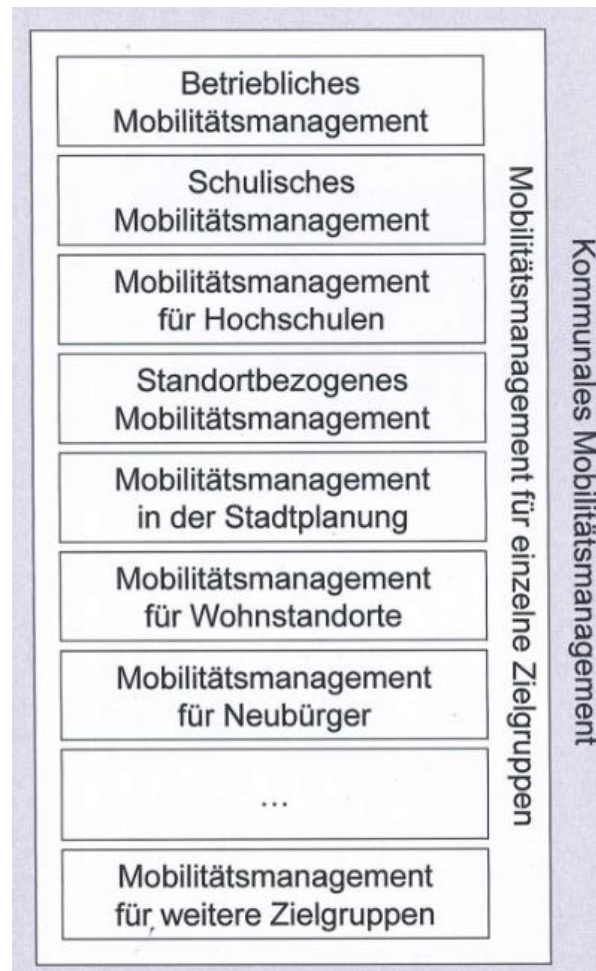 Betriebliches
Mobilitätsmanagement
Schulisches
Mobilitätsmanagement
Mobilitätsmanagement
für Hochschulen
Standortbezogenes
Mobilitätsmanagement
Mobilitätsmanagement
in der Stadtplanung
Mobilitätsmanagement
für Wohnstandorte
Mobilitätsmanagement
für Neubürger
...
Mobilitätsmanagement
für weitere Zielgruppen
Mobilitätsmanagement für einzelne Zielgruppen
Kommunales Mobilitätsmanagement